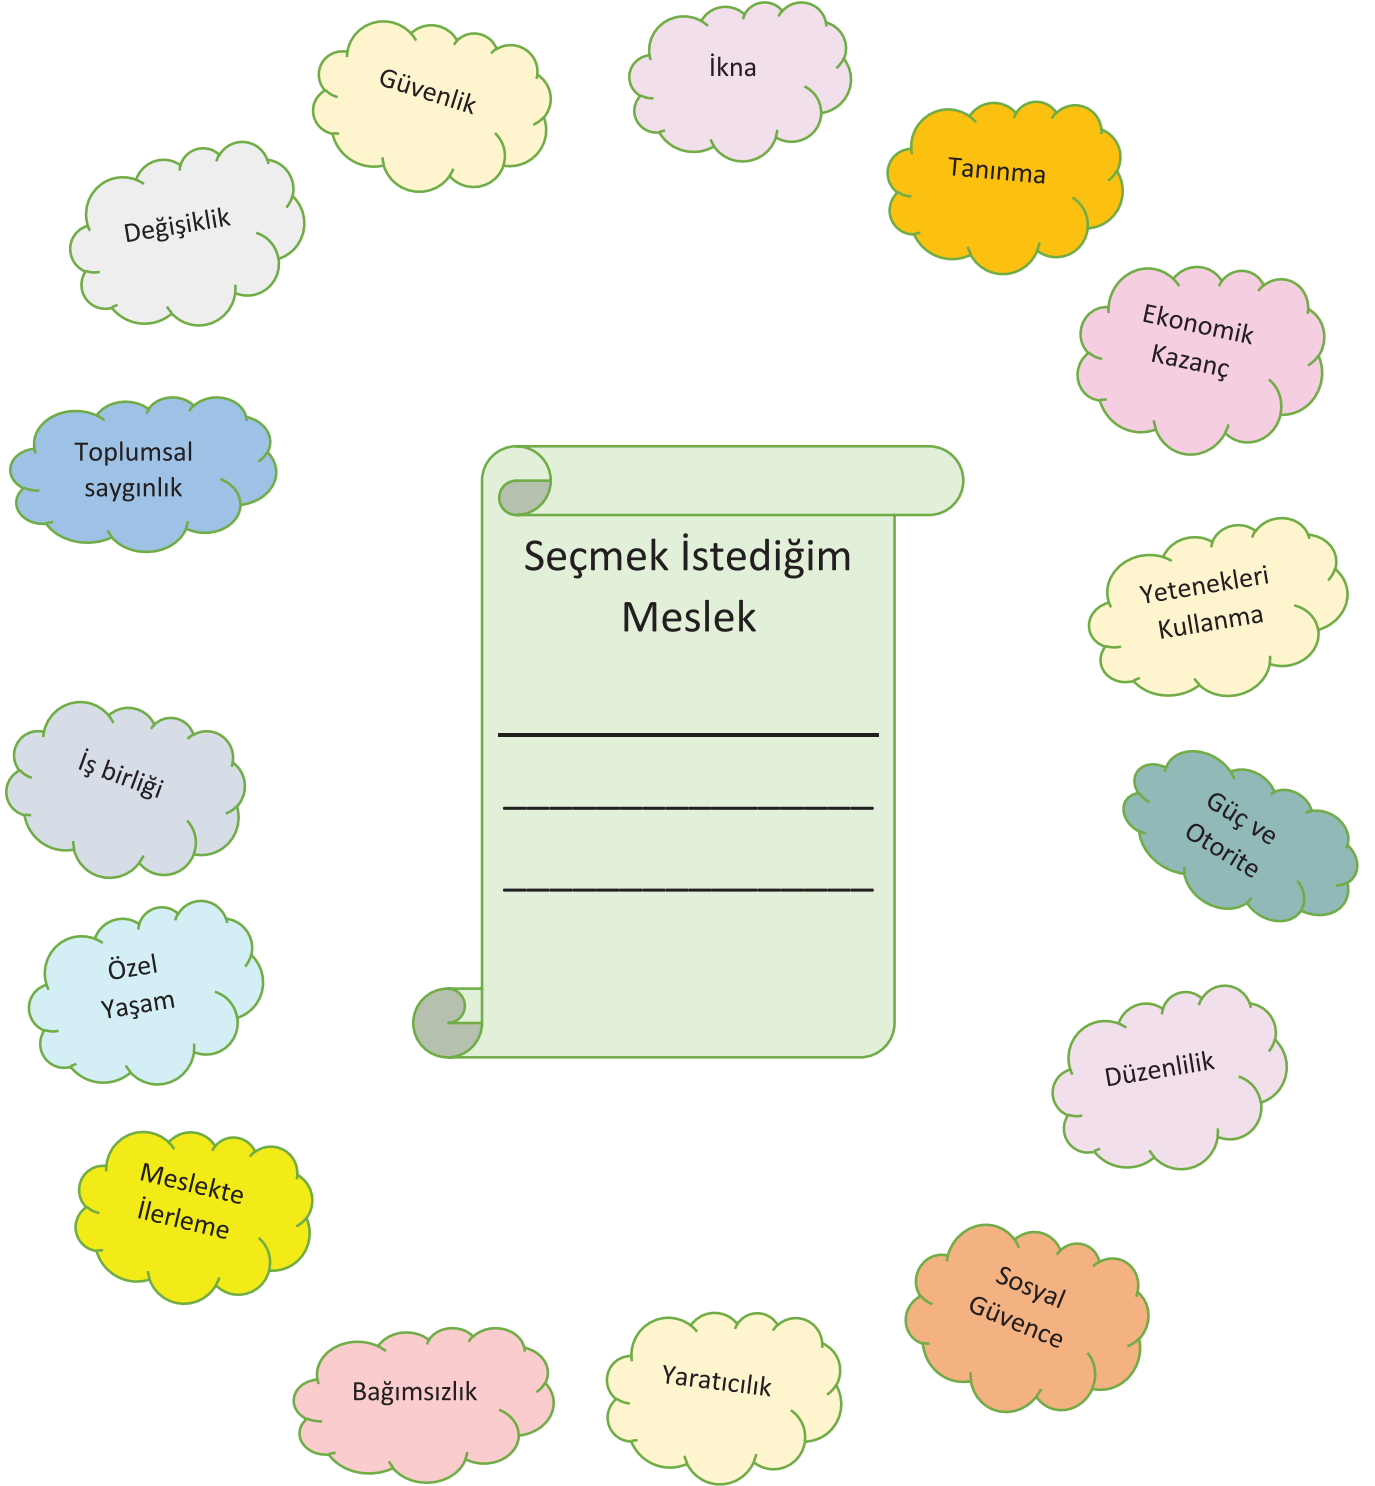 Güvenlik
İkna
Tanınma
Değişiklik
Ekonomik
Kazanç
Toplumsal
saygınlık
Seçmek İstediğim
Meslek
Yetenekleri
Kullanma
İş birliği
Güç ve
Otorite
Özel
Yaşam
Düzenlilik
Meslekte
İlerleme
Sosyal
Güvence
Bağımsızlık
Yaratıcılık